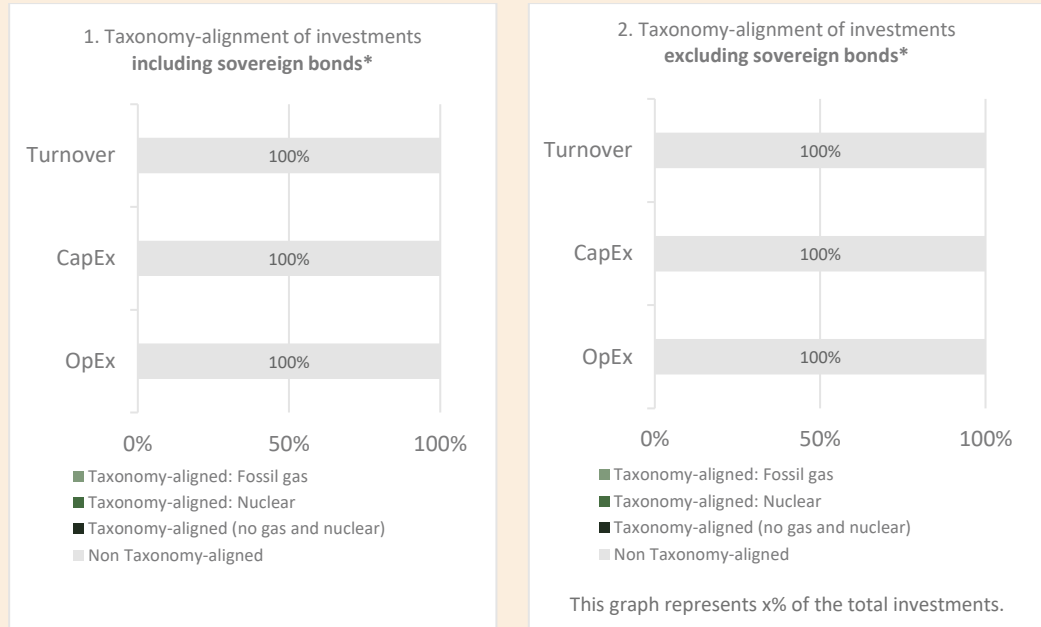 1. Taxonomy-alignment of investments
including sovereign bonds*
Turnover
100%
CapEx
100%
OpEx
100%
0%
50%
100%
Taxonomy-aligned: Fossil gas
Taxonomy-aligned: Nuclear
Taxonomy-aligned (no gas and nuclear)
Non Taxonomy-aligned
2. Taxonomy-alignment of investments
excluding sovereign bonds*
Turnover
100%
CapEx
100%
OpEx
100%
0%
50%
100%
Taxonomy-aligned: Fossil gas
Taxonomy-aligned: Nuclear
Taxonomy-aligned (no gas and nuclear)
Non Taxonomy-aligned
This graph represents x% of the total investments.